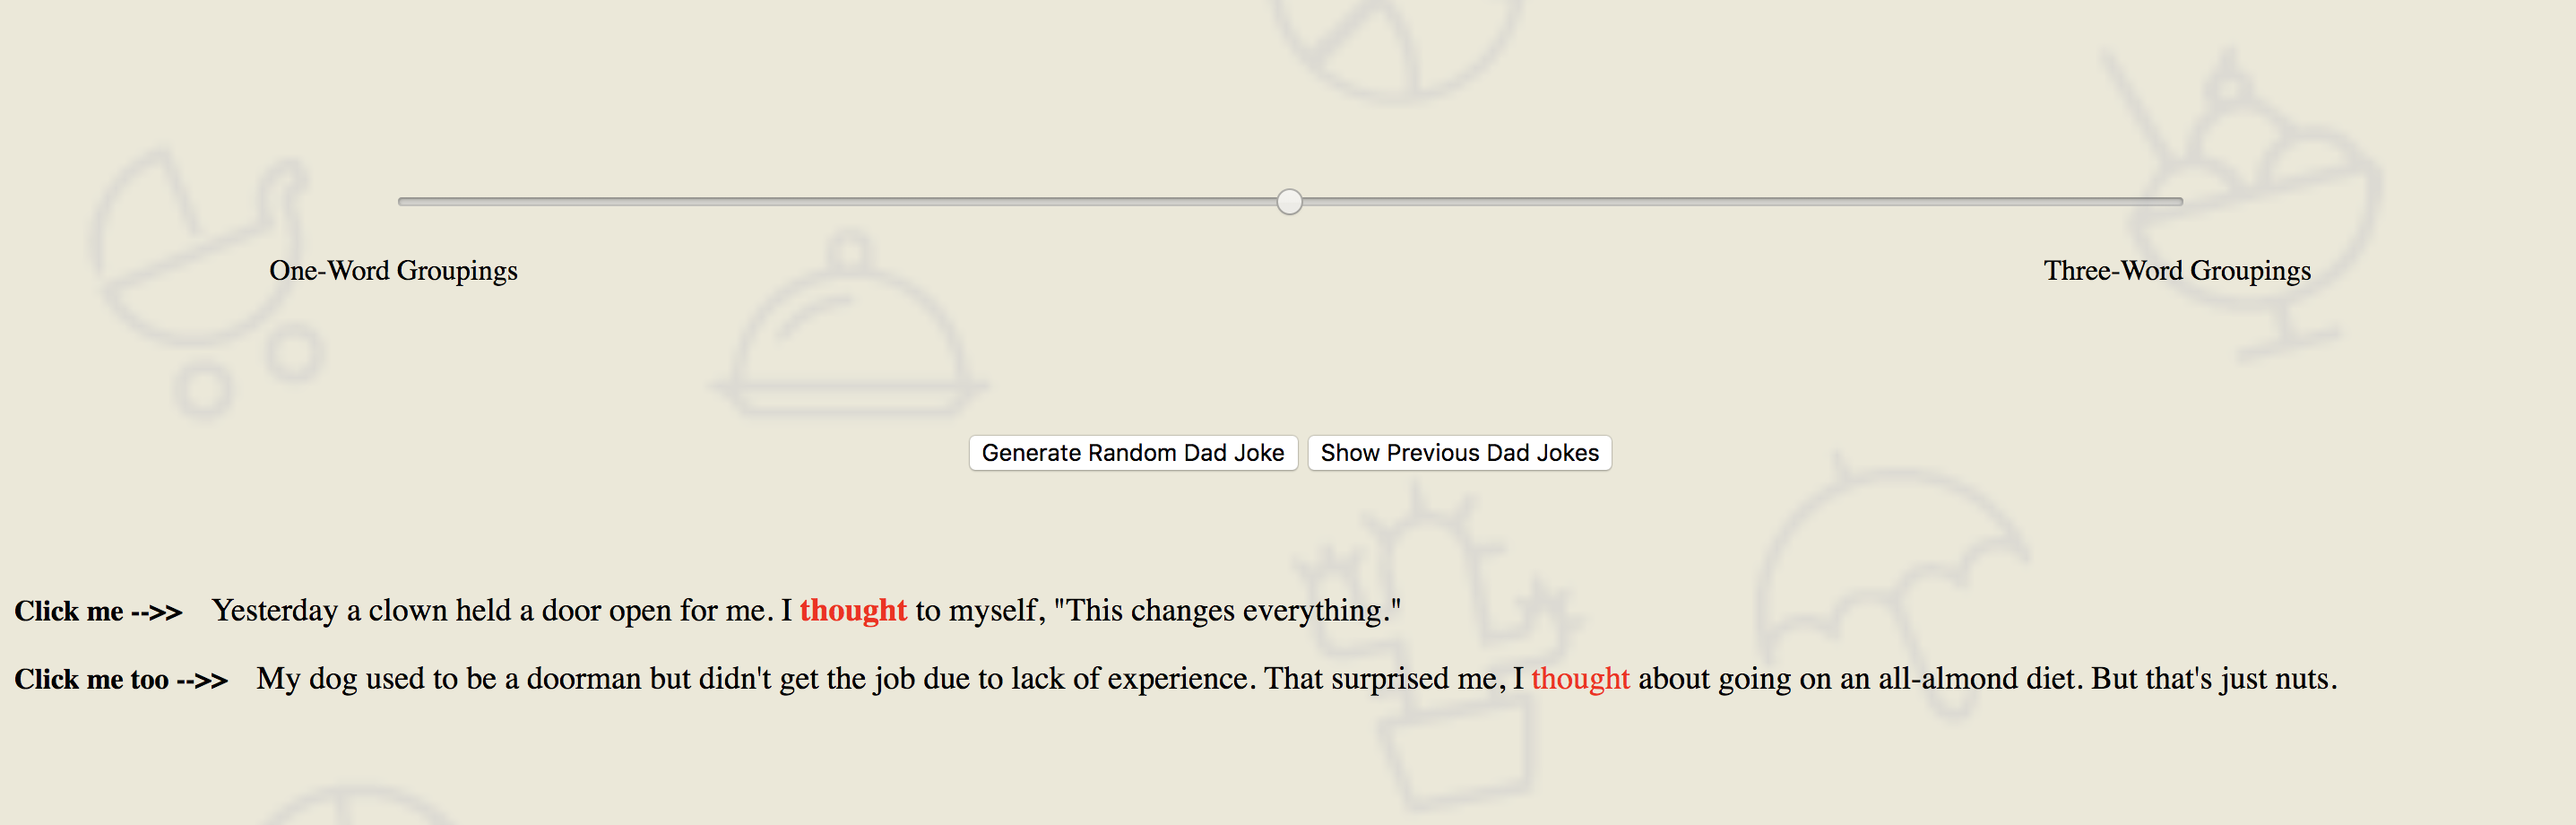 One-Word Groupings Three-Word Groupings
Generate Random Dad Joke Show Previous Dad Jokes
Click me -->> Yesterday a clown held a door open for me. I thought to myself, "This changes everything."
Click me too -->> My dog used to be a doorman but didn't get the job due to lack of experience. That surprised me, I thought about going on an all-almond diet. But that's just nuts.